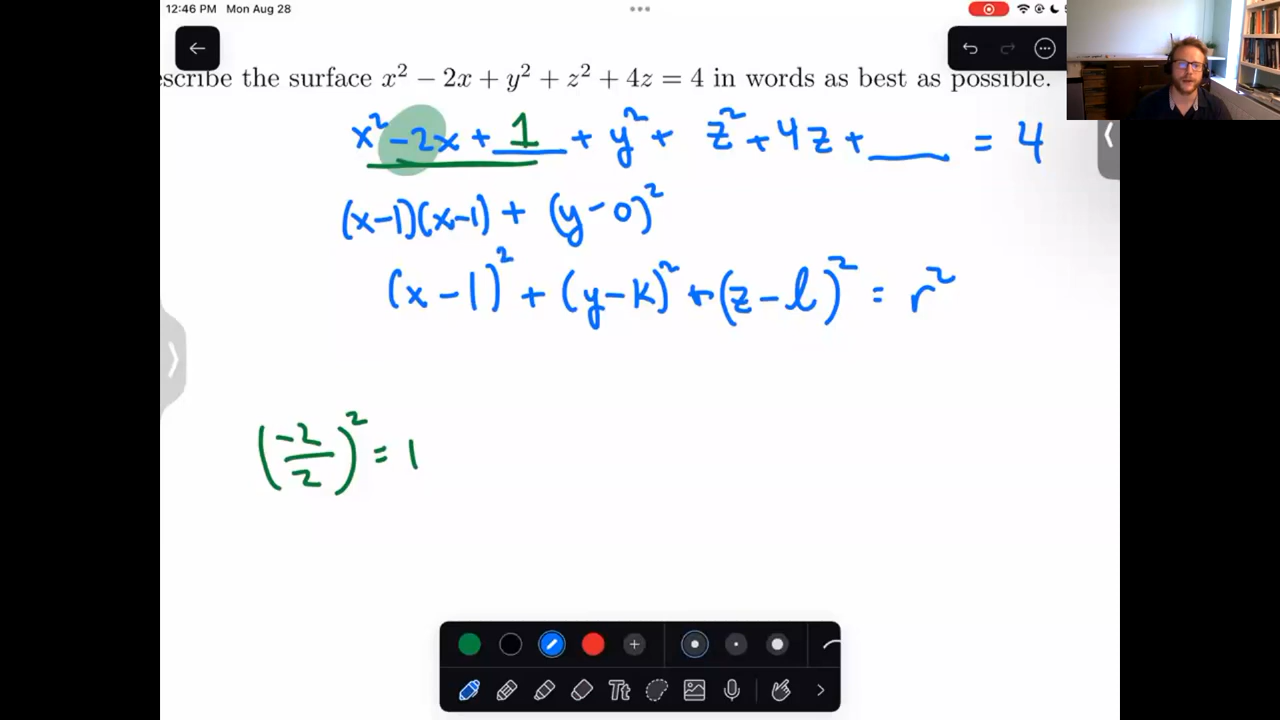 12:46 PM Mon Aug 28
escribe the surface x² − 2x + y² + z² + 4z = 4 in words as best as possible.
x² -2x + 1 + y² + z² + 4z + ___ = 4
(x-1)(x-1) + (y-0)²
(x-1)² + (y-k)² + (z-l)² = r²
(-2/2)² = 1
Tt